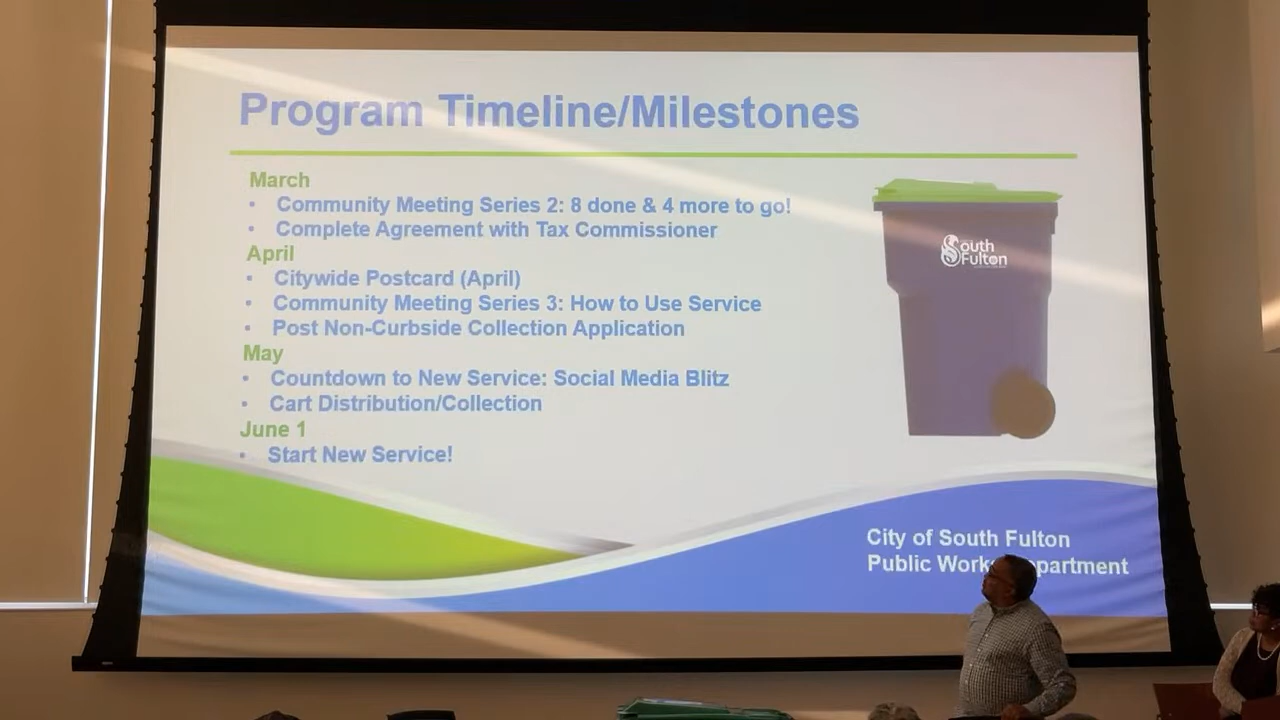 Program Timeline/Milestones
March
• Community Meeting Series 2: 8 done & 4 more to go!
• Complete Agreement with Tax Commissioner
April
• Citywide Postcard (April)
• Community Meeting Series 3: How to Use Service
• Post Non-Curbside Collection Application
May
• Countdown to New Service: Social Media Blitz
• Cart Distribution/Collection
June 1
• Start New Service!
South
Fulton
City of South Fulton
Public Works Department